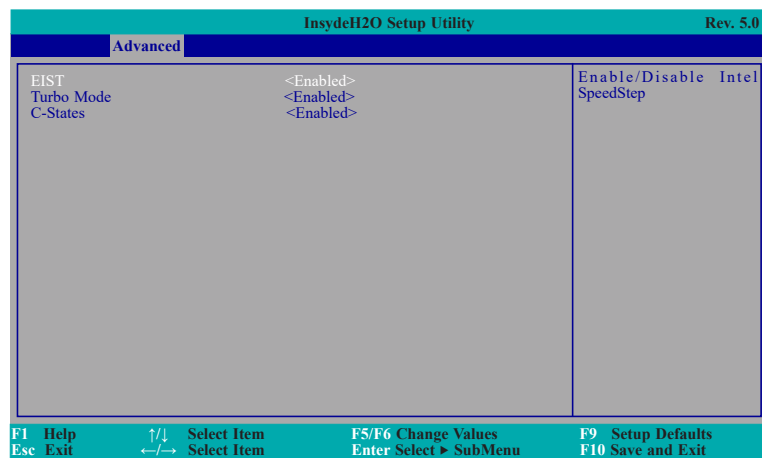 InsydeH2O Setup Utility Rev. 5.0
Advanced
EIST <Enabled>
Turbo Mode <Enabled>
C-States <Enabled>
Enable/Disable Intel
SpeedStep
F1 Help ↑/↓ Select Item F5/F6 Change Values F9 Setup Defaults
Esc Exit ←/→ Select Item Enter Select ► SubMenu F10 Save and Exit